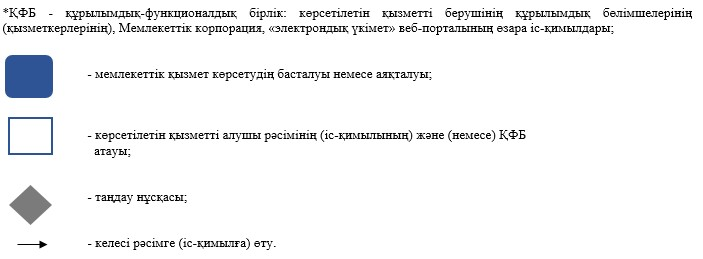 *ҚФБ - құрылымдық-функционалдық бірлік: көрсетілетін қызметті берушінің құрылымдық бөлімшелерінің
(қызметкерлерінің), Мемлекеттік корпорация, «электрондық үкімет» веб-порталының өзара іс-қимылдары;
- мемлекеттік қызмет көрсетудің басталуы немесе аяқталуы;
- көрсетілетін қызметті алушы рәсімінің (іс-қимылының) және (немесе) ҚФБ
атауы;
- таңдау нұсқасы;
- келесі рәсімге (іс-қимылға) өту.